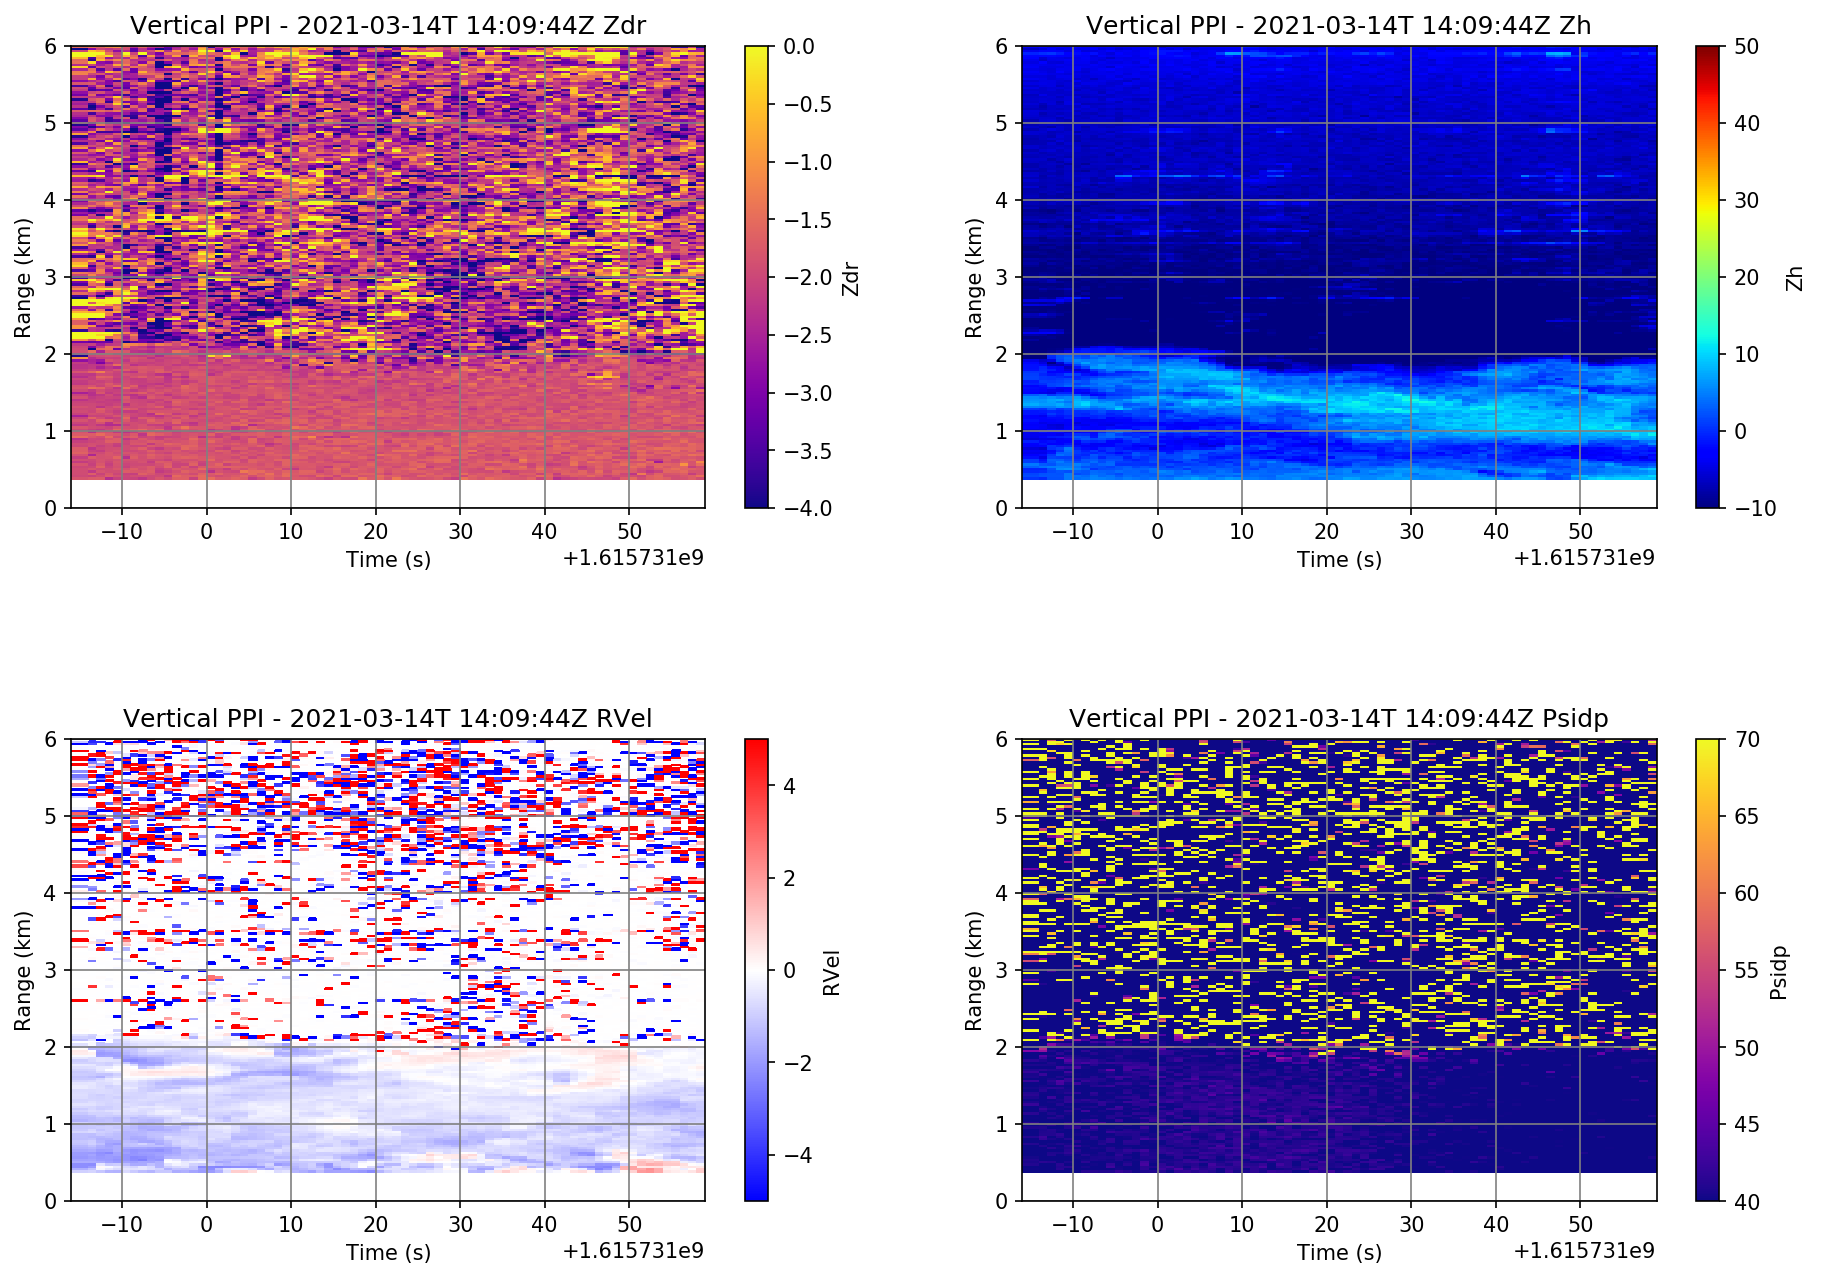 Vertical PPI - 2021-03-14T 14:09:44Z Zdr
6
5
4
3
2
1
0
Range (km)
−10 0 10 20 30 40 50
Time (s)
+1.615731e9
0.0
−0.5
−1.0
−1.5
−2.0
−2.5
−3.0
−3.5
−4.0
Zdr
Vertical PPI - 2021-03-14T 14:09:44Z Zh
6
5
4
3
2
1
0
Range (km)
−10 0 10 20 30 40 50
Time (s)
+1.615731e9
50
40
30
20
10
0
−10
Zh
Vertical PPI - 2021-03-14T 14:09:44Z RVel
6
5
4
3
2
1
0
Range (km)
−10 0 10 20 30 40 50
Time (s)
+1.615731e9
4
2
0
−2
−4
RVel
Vertical PPI - 2021-03-14T 14:09:44Z Psidp
6
5
4
3
2
1
0
Range (km)
−10 0 10 20 30 40 50
Time (s)
+1.615731e9
70
65
60
55
50
45
40
Psidp